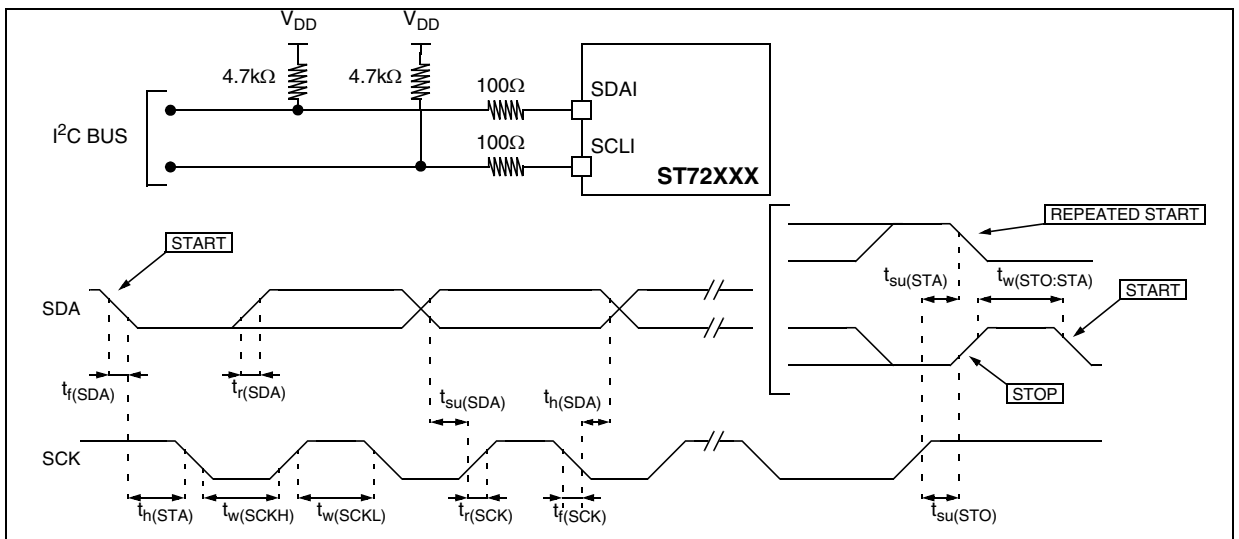 VDD VDD
4.7kΩ 4.7kΩ
100Ω
SDAI
I²C BUS
100Ω
SCLI
ST72XXX
REPEATED START
START
tsu(STA) tw(STO:STA)
START
SDA
tf(SDA) tr(SDA)
tsu(SDA) th(SDA)
STOP
SCK
th(STA) tw(SCKH) tw(SCKL) tr(SCK) tf(SCK) tsu(STO)